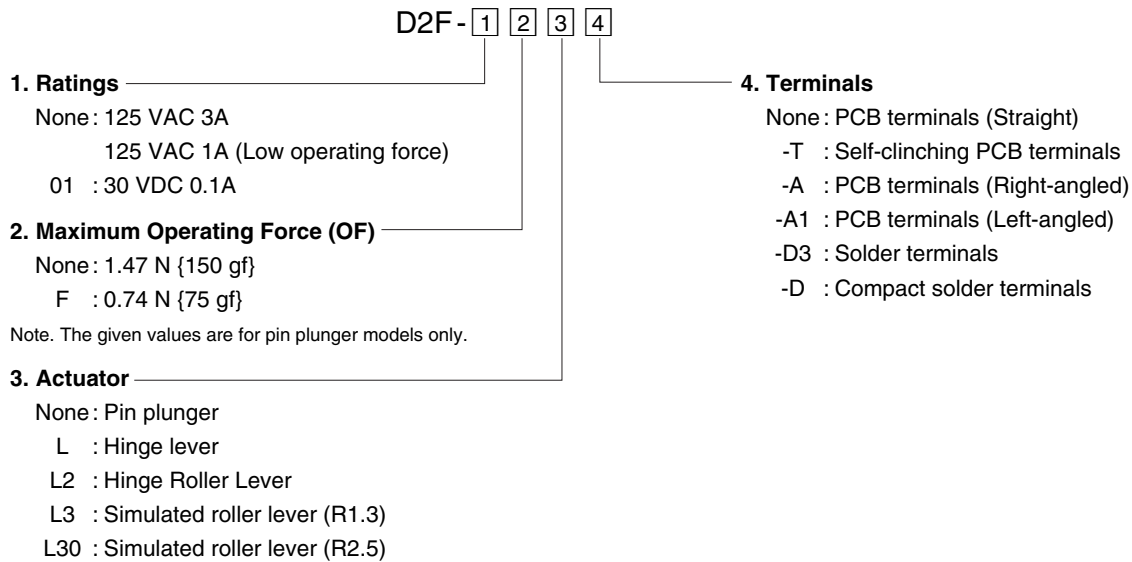 D2F-1 2 3 4
1. Ratings
None: 125 VAC 3A
125 VAC 1A (Low operating force)
01 : 30 VDC 0.1A
2. Maximum Operating Force (OF)
None: 1.47 N {150 gf}
F : 0.74 N {75 gf}
Note. The given values are for pin plunger models only.
3. Actuator
None: Pin plunger
L : Hinge lever
L2 : Hinge Roller Lever
L3 : Simulated roller lever (R1.3)
L30 : Simulated roller lever (R2.5)
4. Terminals
None: PCB terminals (Straight)
-T : Self-clinching PCB terminals
-A : PCB terminals (Right-angled)
-A1 : PCB terminals (Left-angled)
-D3 : Solder terminals
-D : Compact solder terminals